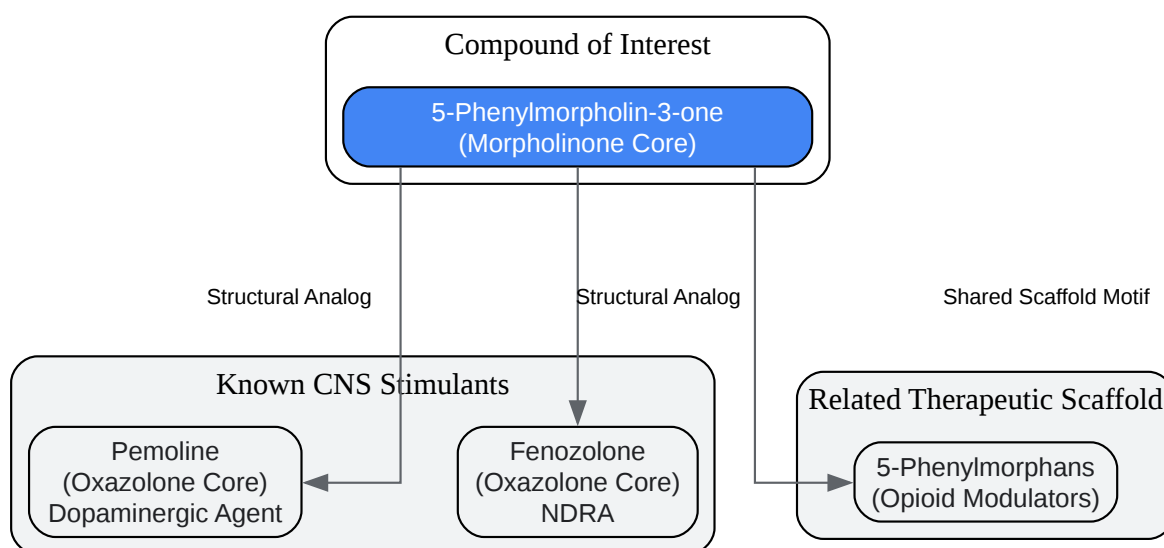 Compound of Interest
5-Phenylmorpholin-3-one
(Morpholinone Core)
Structural Analog
Structural Analog
Shared Scaffold Motif
Known CNS Stimulants
Pemoline
(Oxazolone Core)
Dopaminergic Agent
Fenozolone
(Oxazolone Core)
NDRA
Related Therapeutic Scaffold
5-Phenylmorphans
(Opioid Modulators)